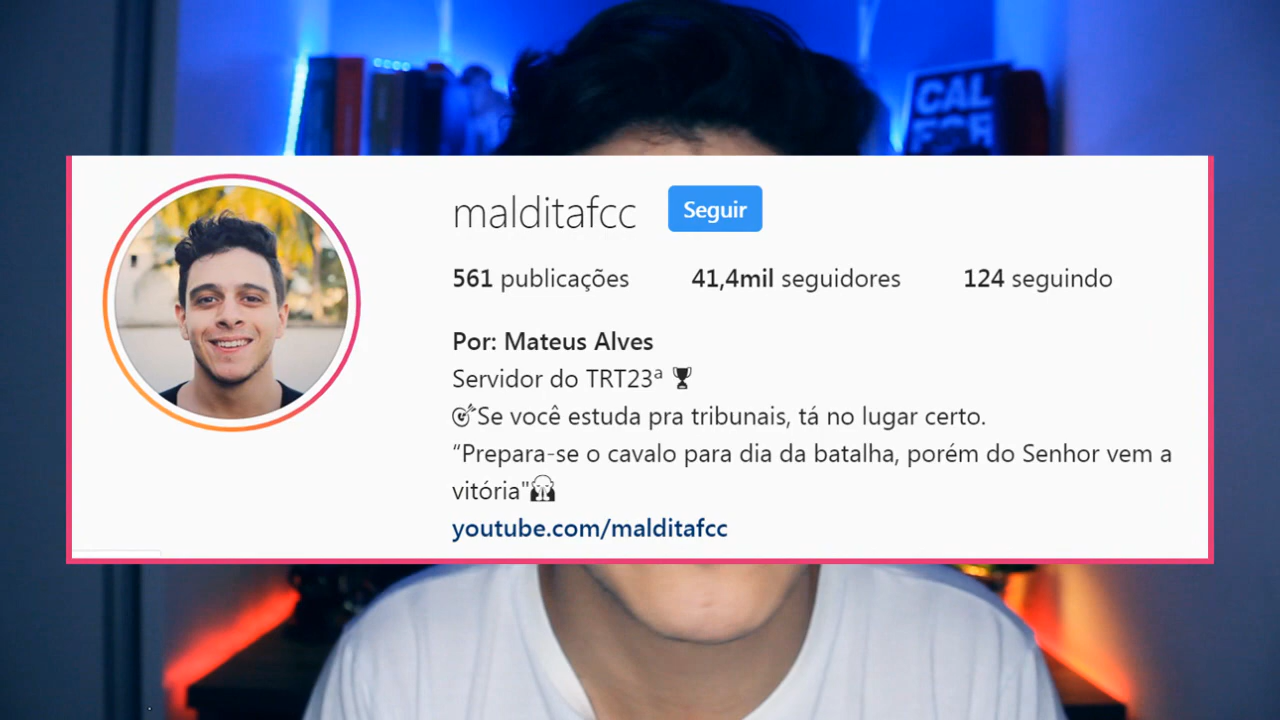 CAL
malditafcc Seguir
561 publicações 41,4mil seguidores 124 seguindo
Por: Mateus Alves
Servidor do TRT23ª 🏆
🎯Se você estuda pra tribunais, tá no lugar certo.
“Prepara-se o cavalo para dia da batalha, porém do Senhor vem a
vitória"🙏
youtube.com/malditafcc